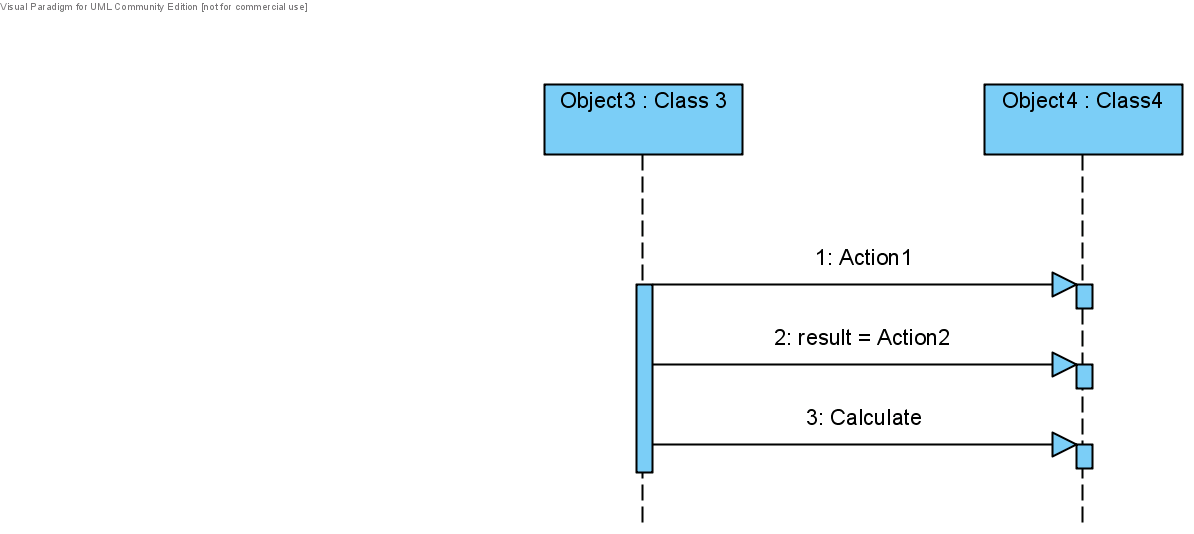 Visual Paradigm for UML Community Edition [not for commercial use]
Object3 : Class 3
Object4 : Class4
1: Action1
2: result = Action2
3: Calculate